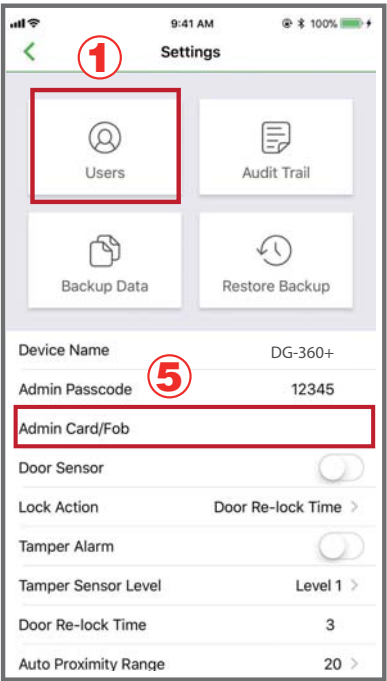 9:41 AM 100%
Settings
1
Users Audit Trail
Backup Data Restore Backup
Device Name DG-360+
5
Admin Passcode 12345
Admin Card/Fob
Door Sensor
Lock Action Door Re-lock Time >
Tamper Alarm
Tamper Sensor Level Level 1 >
Door Re-lock Time 3
Auto Proximity Range 20 >